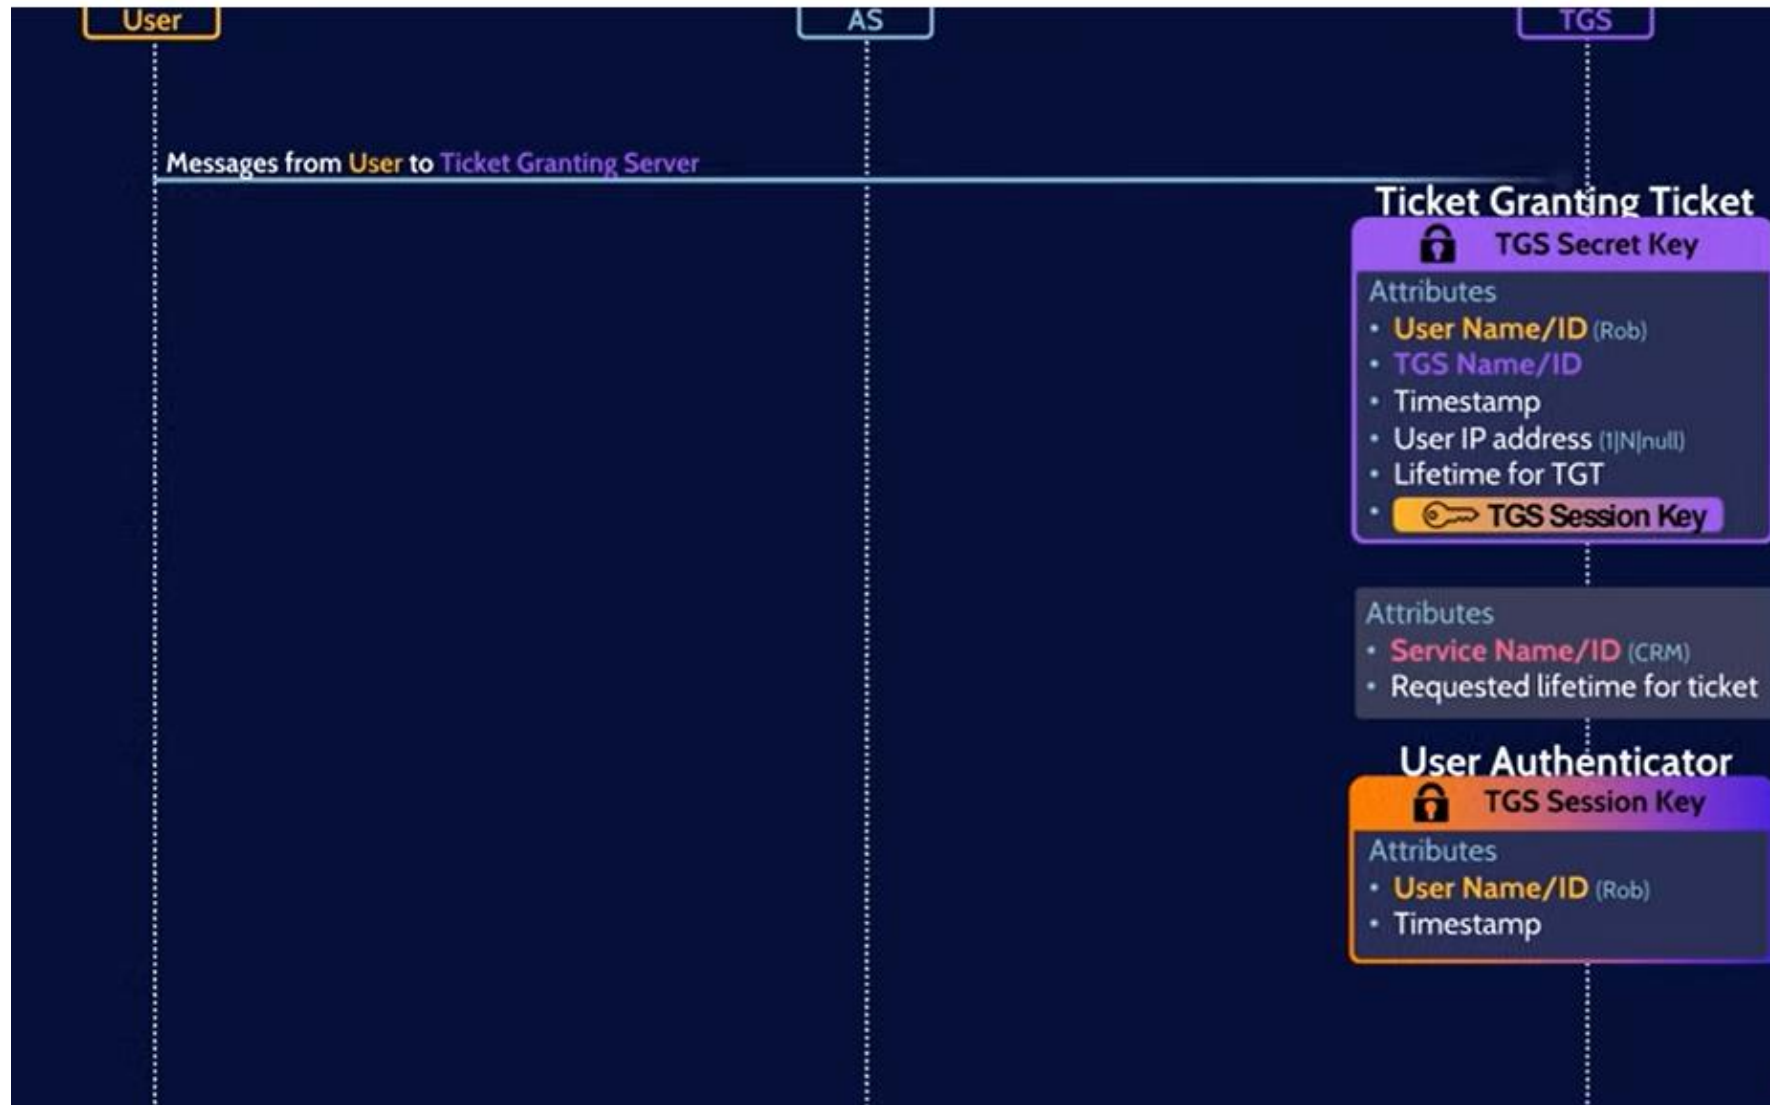 User
AS
TGS
Messages from User to Ticket Granting Server
Ticket Granting Ticket
TGS Secret Key
Attributes
• User Name/ID (Rob)
• TGS Name/ID
• Timestamp
• User IP address (1|N|null)
• Lifetime for TGT
• TGS Session Key
Attributes
• Service Name/ID (CRM)
• Requested lifetime for ticket
User Authenticator
TGS Session Key
Attributes
• User Name/ID (Rob)
• Timestamp